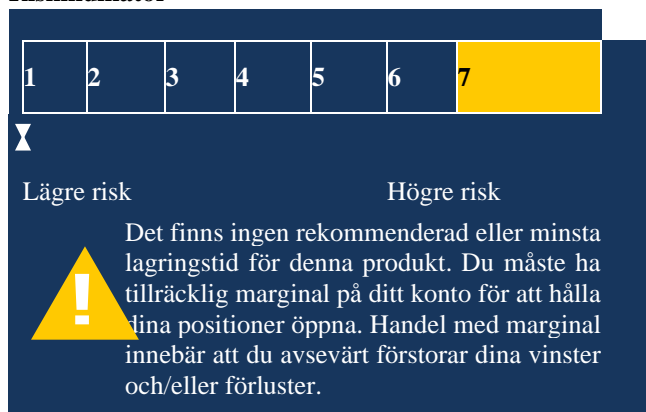 1 2 3 4 5 6 7
Lägre risk Högre risk
Det finns ingen rekommenderad eller minsta
lagringstid för denna produkt. Du måste ha
tillräcklig marginal på ditt konto för att hålla
dina positioner öppna. Handel med marginal
innebär att du avsevärt förstorar dina vinster
och/eller förluster.